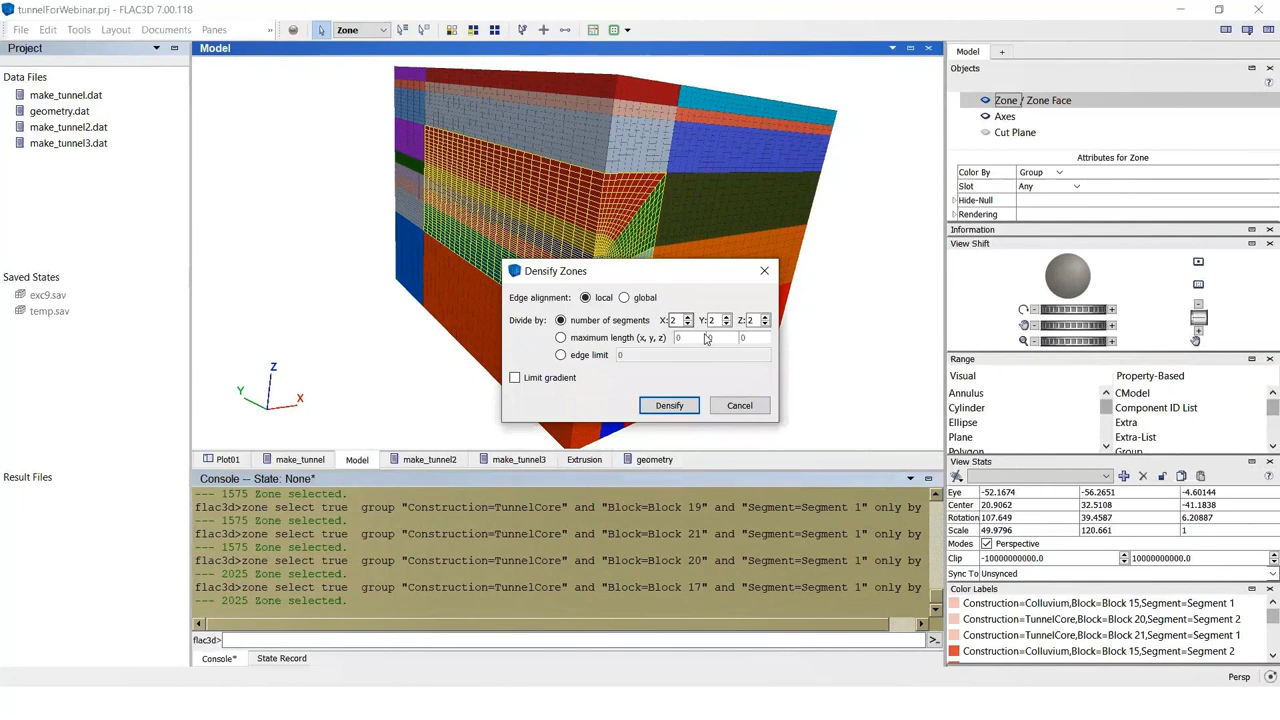 tunnelForWebinar.prj - FLAC3D 7.00.118
File Edit Tools Layout Documents Panes » Zone
Project
Data Files
make_tunnel.dat
geometry.dat
make_tunnel2.dat
make_tunnel3.dat
Saved States
exc9.sav
temp.sav
Result Files
Model
Z
Y
X
Densify Zones
Edge alignment: local global
Divide by: number of segments X: 2 Y: 2 Z: 2
maximum length (x, y, z) 0 0 0
edge limit 0
Limit gradient
Densify Cancel
Plot01 make_tunnel Model make_tunnel2 make_tunnel3 Extrusion geometry
Console -- State: None*
--- 1575 Zone selected.
flac3d>zone select true group "Construction=TunnelCore" and "Block=Block 19" and "Segment=Segment 1" only by
--- 1575 Zone selected.
flac3d>zone select true group "Construction=TunnelCore" and "Block=Block 21" and "Segment=Segment 1" only by
--- 1575 Zone selected.
flac3d>zone select true group "Construction=TunnelCore" and "Block=Block 20" and "Segment=Segment 1" only by
--- 2025 Zone selected.
flac3d>zone select true group "Construction=TunnelCore" and "Block=Block 17" and "Segment=Segment 1" only by
--- 2025 Zone selected.
flac3d>
Console* State Record
Model +
Objects
Zone / Zone Face
Axes
Cut Plane
Attributes for Zone
Color By Group
Slot Any
Hide-Null
Rendering
Information
View Shift
Range
Visual Property-Based
Annulus CModel
Cylinder Component ID List
Ellipse Extra
Plane Extra-List
Polygon Group
View Stats
Eye -52.1674 -56.2651 -4.60144
Center 20.9062 32.5108 -41.1838
Rotation 107.649 39.4587 6.20887
Scale 49.9796 120.661 1
Modes Perspective
Clip -10000000000.0 10000000000.0
Sync To Unsynced
Color Labels
Construction=Colluvium,Block=Block 15,Segment=Segment 1
Construction=TunnelCore,Block=Block 20,Segment=Segment 2
Construction=TunnelCore,Block=Block 21,Segment=Segment 1
Construction=Colluvium,Block=Block 15,Segment=Segment 2
Persp